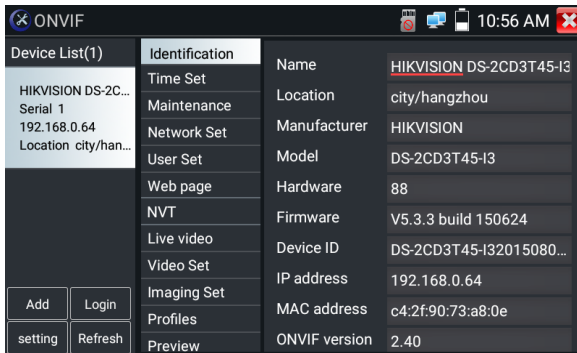 ONVIF
10:56 AM
Device List(1)
HIKVISION DS-2C...
Serial 1
192.168.0.64
Location city/han...
Add
Login
setting
Refresh
Identification
Time Set
Maintenance
Network Set
User Set
Web page
NVT
Live video
Video Set
Imaging Set
Profiles
Preview
Name HIKVISION DS-2CD3T45-I3
Location city/hangzhou
Manufacturer HIKVISION
Model DS-2CD3T45-I3
Hardware 88
Firmware V5.3.3 build 150624
Device ID DS-2CD3T45-I32015080...
IP address 192.168.0.64
MAC address c4:2f:90:73:a8:0e
ONVIF version 2.40